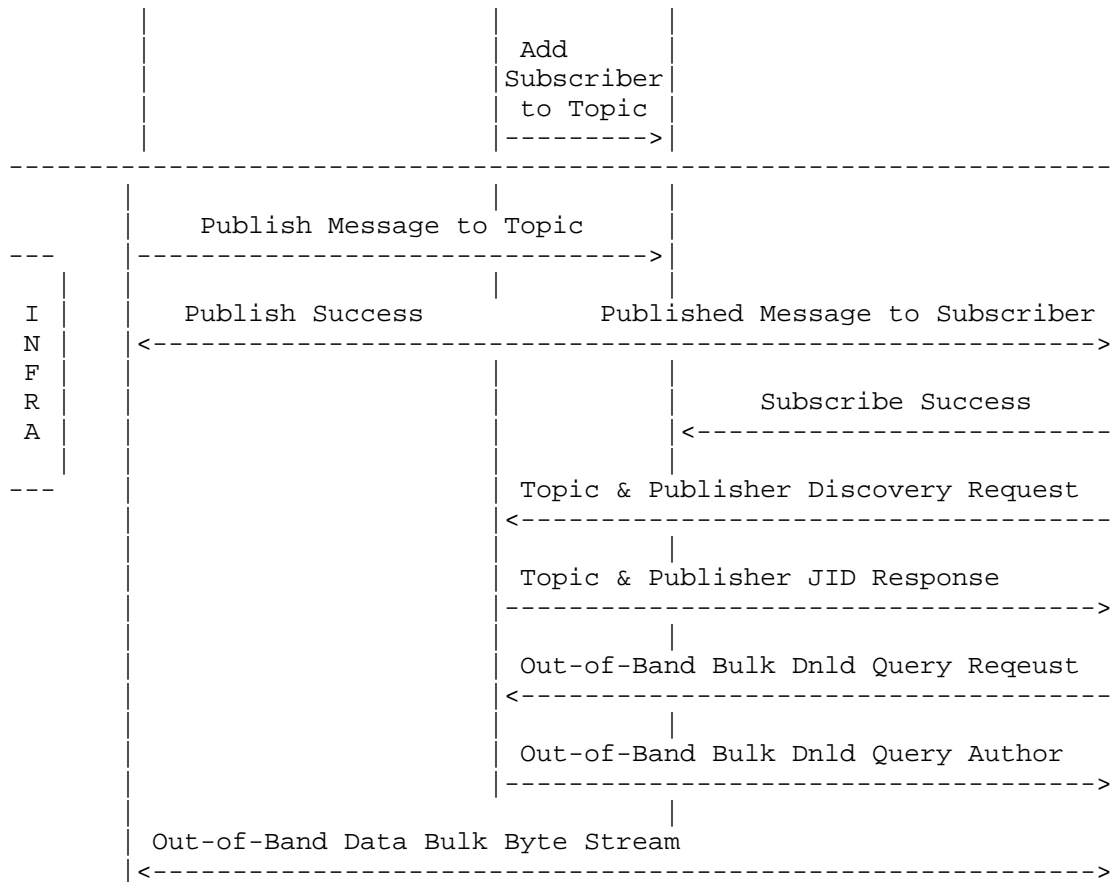 Add
Subscriber
to Topic
Publish Message to Topic
I Publish Success Published Message to Subscriber
N
F
R Subscribe Success
A
Topic & Publisher Discovery Request
Topic & Publisher JID Response
Out-of-Band Bulk Dnld Query Reqeust
Out-of-Band Bulk Dnld Query Author
Out-of-Band Data Bulk Byte Stream